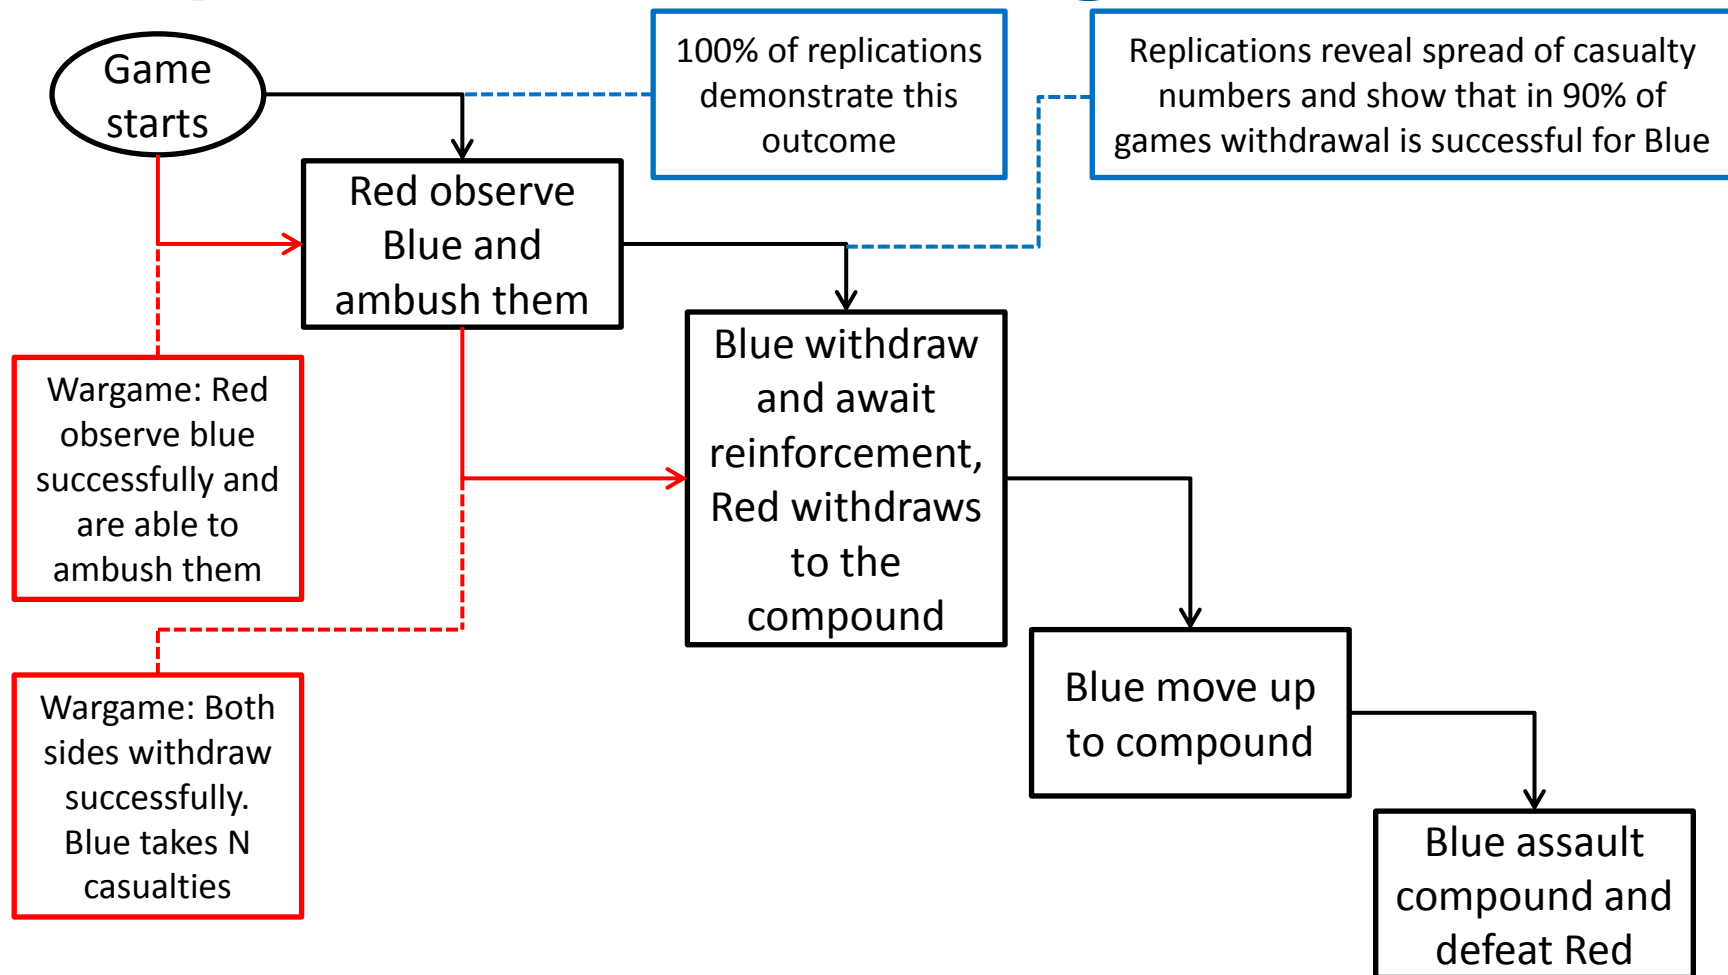 Game
starts
100% of replications
demonstrate this
outcome
Replications reveal spread of casualty
numbers and show that in 90% of
games withdrawal is successful for Blue
Red observe
Blue and
ambush them
Blue withdraw
and await
reinforcement,
Red withdraws
to the
compound
Wargame: Red
observe blue
successfully and
are able to
ambush them
Wargame: Both
sides withdraw
successfully.
Blue takes N
casualties
Blue move up
to compound
Blue assault
compound and
defeat Red